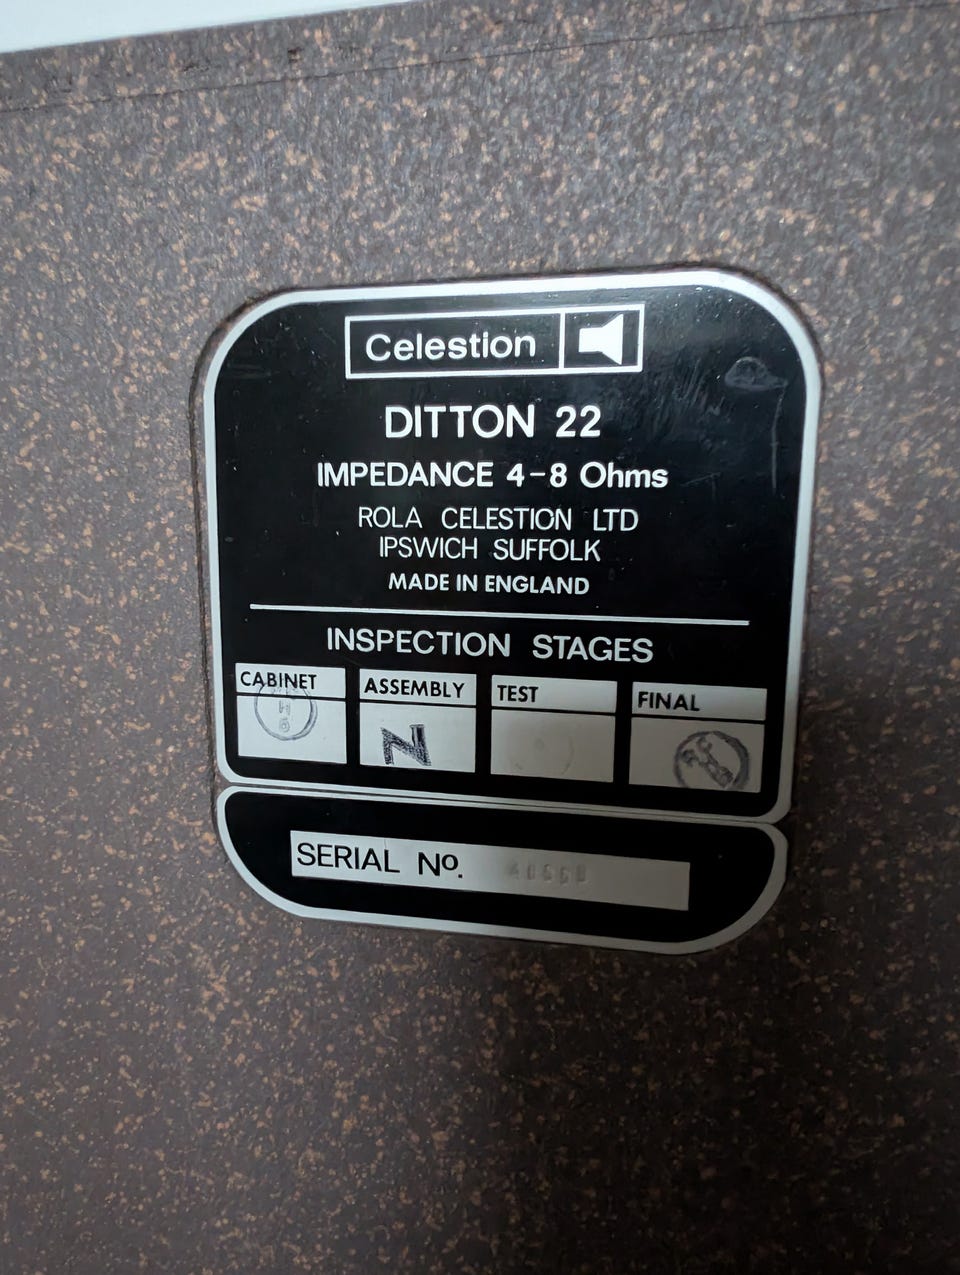 Celestion
DITTON 22
IMPEDANCE 4-8 Ohms
ROLA CELESTION LTD
IPSWICH SUFFOLK
MADE IN ENGLAND
INSPECTION STAGES
CABINET ASSEMBLY TEST FINAL
H
6
N
SERIAL Nº.